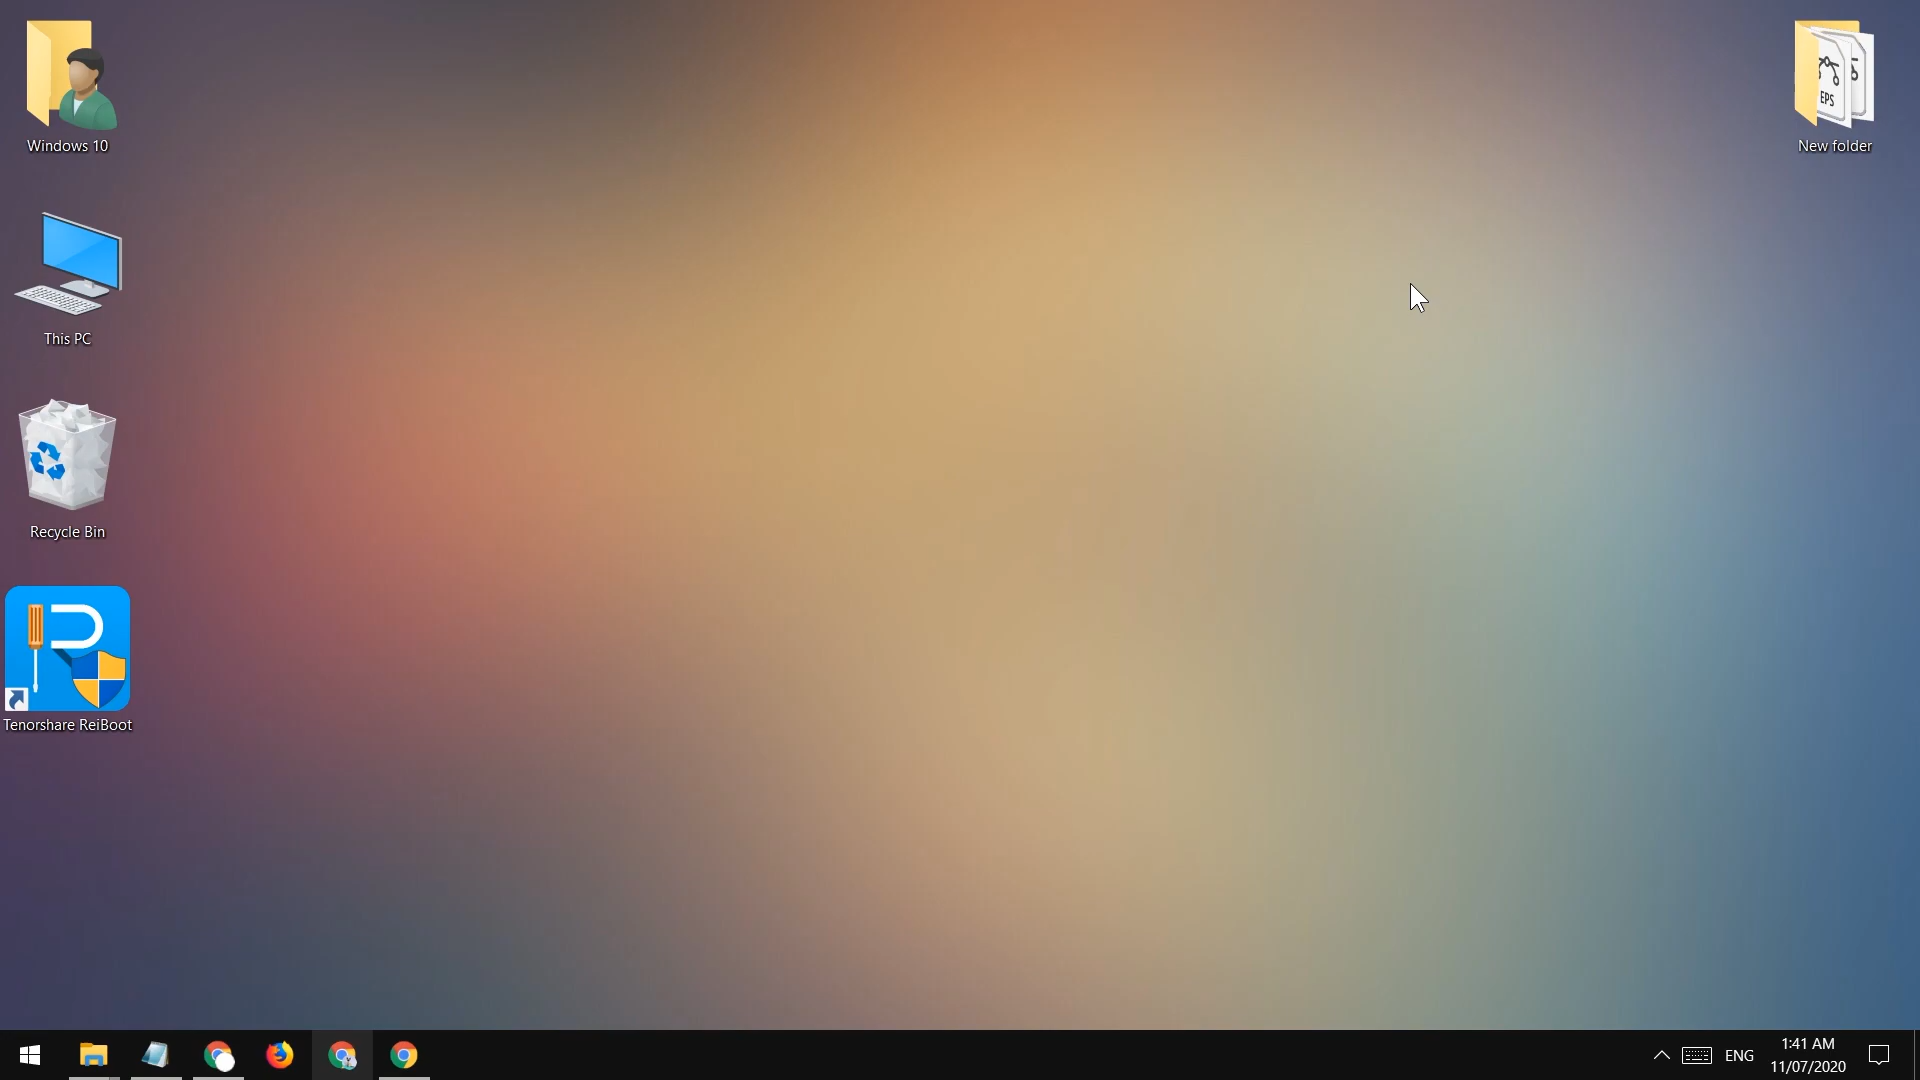 Windows 10
EPS
New folder
This PC
Recycle Bin
Tenorshare ReiBoot
ENG
1:41 AM
11/07/2020